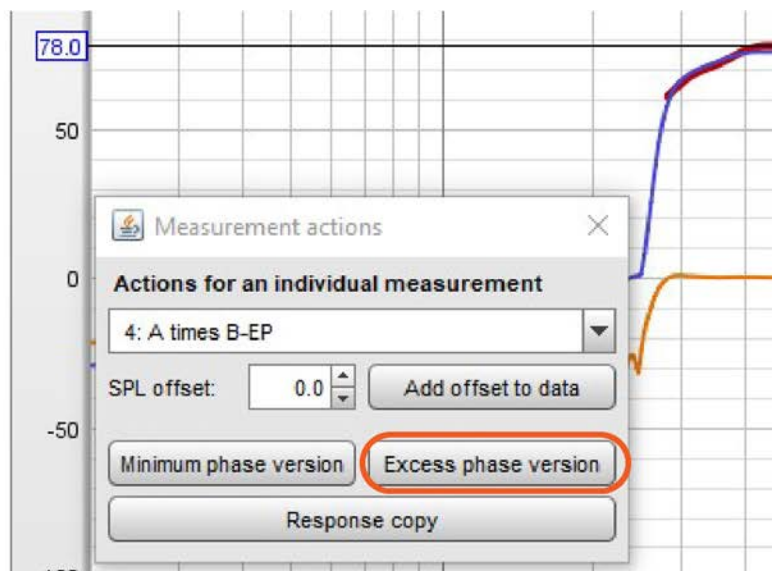 78.0
50
Measurement actions
0
Actions for an individual measurement
4: A times B-EP
SPL offset:
0.0
Add offset to data
-50
Minimum phase version
Excess phase version
Response copy